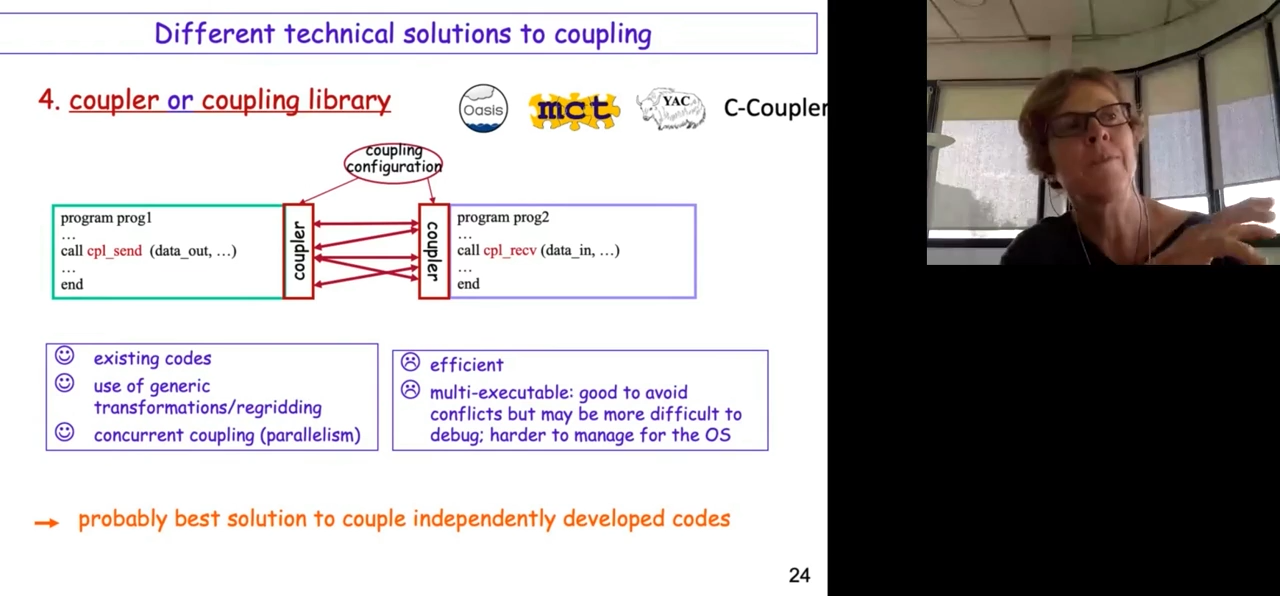 Different technical solutions to coupling
4. coupler or coupling library
Oasis
mct
YAC
C-Coupler
coupling
configuration
program prog1
...
call cpl_send (data_out, ...)
...
end
coupler
coupler
program prog2
...
call cpl_recv (data_in, ...)
...
end
existing codes
use of generic
transformations/regridding
concurrent coupling (parallelism)
efficient
multi-executable: good to avoid
conflicts but may be more difficult to
debug; harder to manage for the OS
→ probably best solution to couple independently developed codes
24